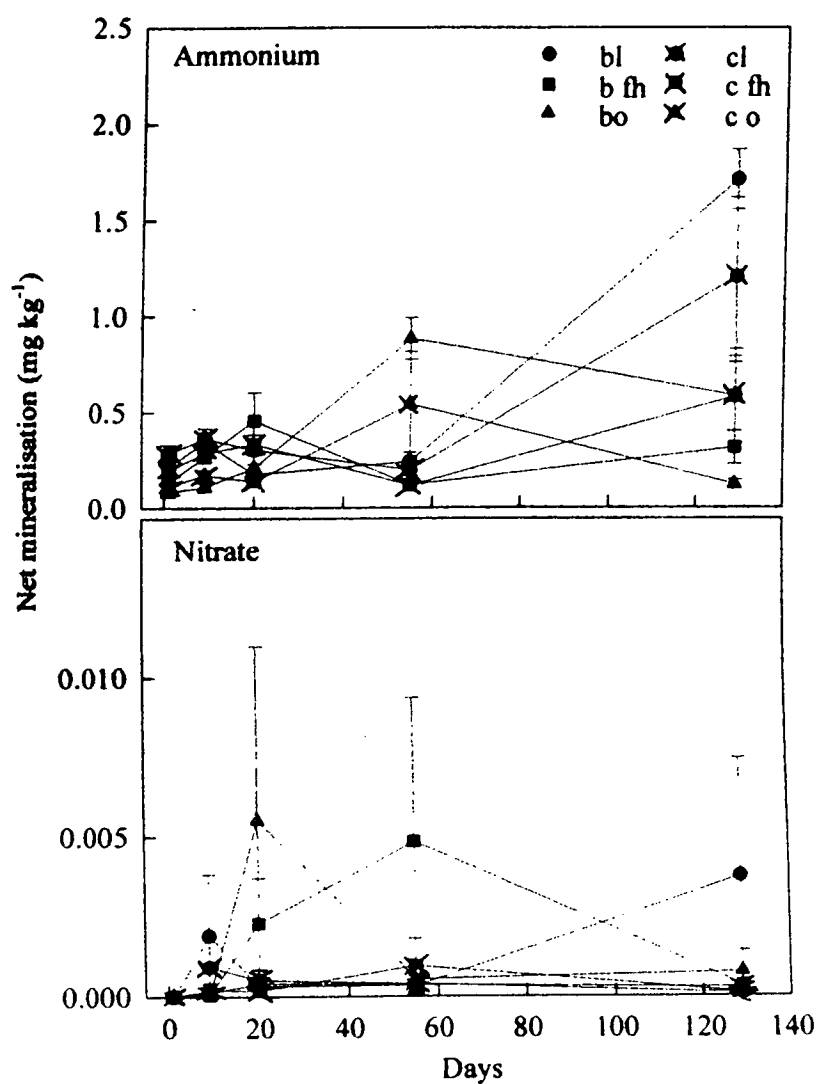 2.5
Ammonium
bl
cl
b fh
c fh
bo
c o
2.0
1.5
1.0
0.5
0.0
Net mineralisation (mg kg⁻¹)
Nitrate
0.010
0.005
0.000
0 20 40 60 80 100 120 140
Days